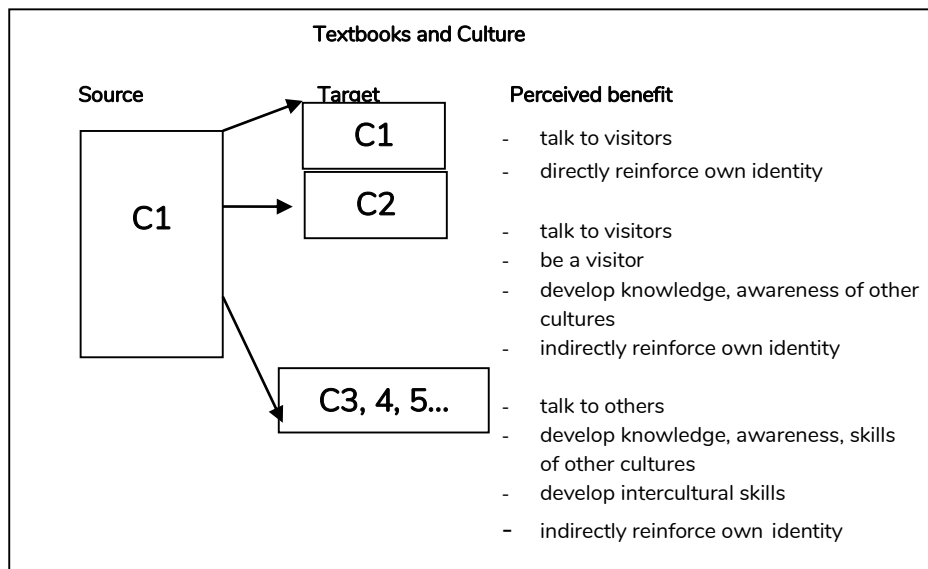 Textbooks and Culture
Source
Target
Perceived benefit
C1
C1
- talk to visitors
- directly reinforce own identity
C2
- talk to visitors
- be a visitor
- develop knowledge, awareness of other
cultures
- indirectly reinforce own identity
C3, 4, 5...
- talk to others
- develop knowledge, awareness, skills
of other cultures
- develop intercultural skills
- indirectly reinforce own identity